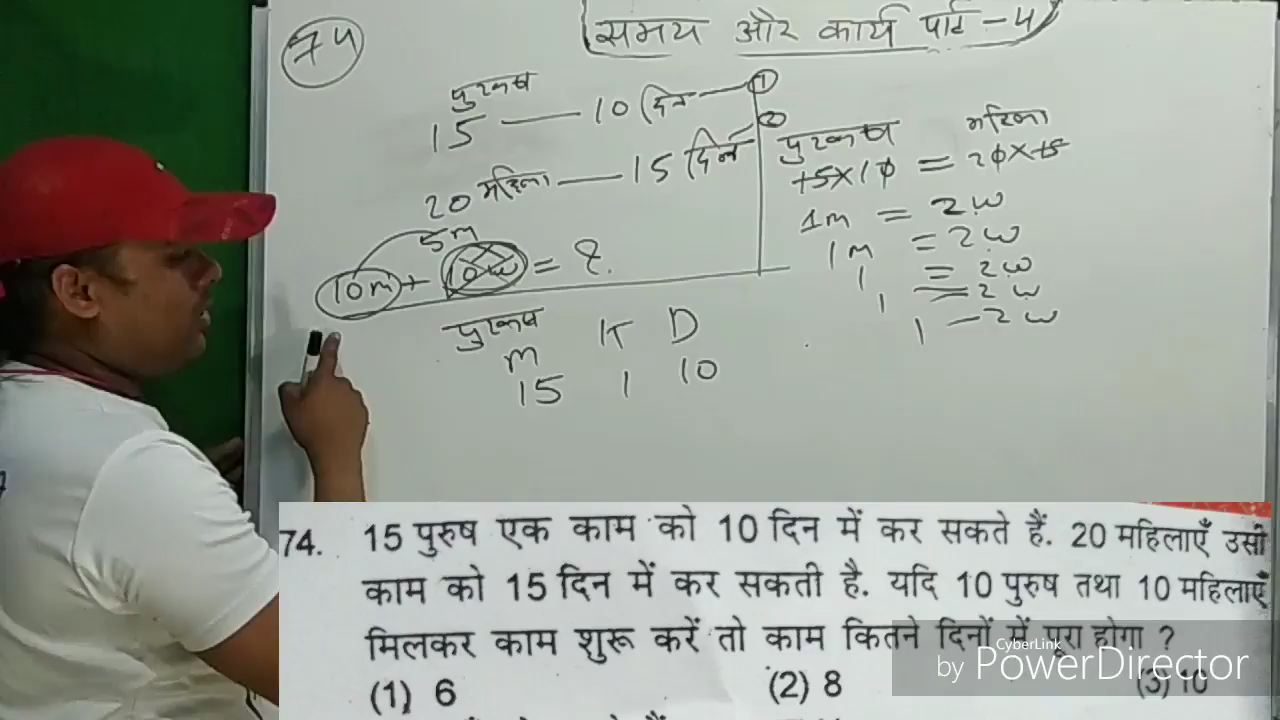 74
समय और कार्य पार्ट - 4
पुरुष
15 — 10 दिन — 1
20 महिला — 15 दिन 2
5m
10m + 10w = ?
पुरुष महिला
15×10 = 20×15
1m = 2w
1m = 2w
1 = 2w
1 = 2w
1 — 2w
पुरुष K D
m
15 1 10
74. 15 पुरुष एक काम को 10 दिन में कर सकते हैं. 20 महिलाएँ उसी
काम को 15 दिन में कर सकती है. यदि 10 पुरुष तथा 10 महिलाएँ
मिलकर काम शुरू करें तो काम कितने दिनों में पूरा होगा ?
(1) 6 (2) 8 (3) 10
CyberLink
by PowerDirector